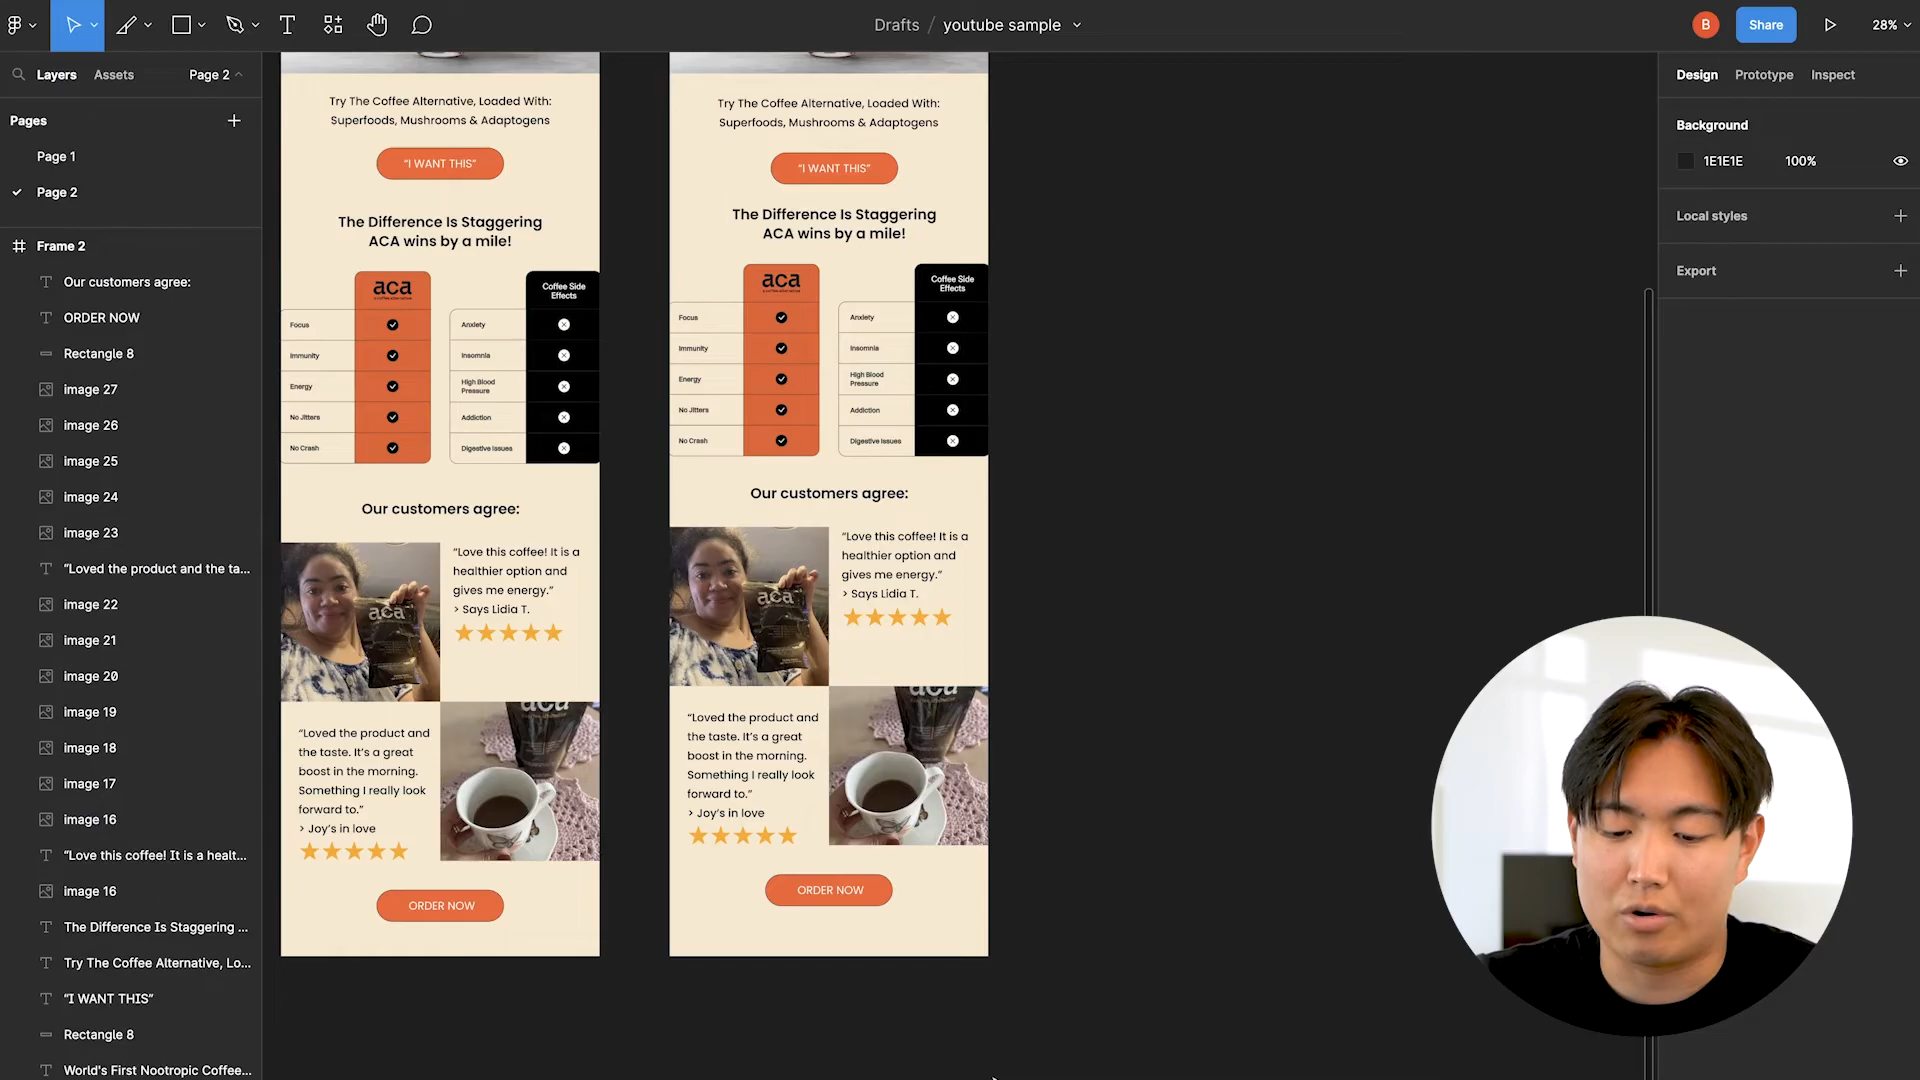 Drafts / youtube sample
B
Share
28%
Layers
Assets
Page 2
Pages
Page 1
Page 2
Frame 2
Our customers agree:
ORDER NOW
Rectangle 8
image 27
image 26
image 25
image 24
image 23
“Loved the product and the ta...
image 22
image 21
image 20
image 19
image 18
image 17
image 16
“Love this coffee! It is a healt...
image 16
The Difference Is Staggering ...
Try The Coffee Alternative, Lo...
“I WANT THIS”
Rectangle 8
World's First Nootropic Coffee...
Try The Coffee Alternative, Loaded With:
Superfoods, Mushrooms & Adaptogens
“I WANT THIS”
The Difference Is Staggering
ACA wins by a mile!
aca
a coffee alternative
Focus
Immunity
Energy
No Jitters
No Crash
Coffee Side
Effects
Anxiety
Insomnia
High Blood
Pressure
Addiction
Digestive Issues
Our customers agree:
aca
“Love this coffee! It is a
healthier option and
gives me energy.”
> Says Lidia T.
“Loved the product and
the taste. It’s a great
boost in the morning.
Something I really look
forward to.”
> Joy’s in love
aca
ORDER NOW
Try The Coffee Alternative, Loaded With:
Superfoods, Mushrooms & Adaptogens
“I WANT THIS”
The Difference Is Staggering
ACA wins by a mile!
aca
a coffee alternative
Focus
Immunity
Energy
No Jitters
No Crash
Coffee Side
Effects
Anxiety
Insomnia
High Blood
Pressure
Addiction
Digestive Issues
Our customers agree:
aca
“Love this coffee! It is a
healthier option and
gives me energy.”
> Says Lidia T.
“Loved the product and
the taste. It’s a great
boost in the morning.
Something I really look
forward to.”
> Joy’s in love
aca
ORDER NOW
Design
Prototype
Inspect
Background
1E1E1E
100%
Local styles
Export